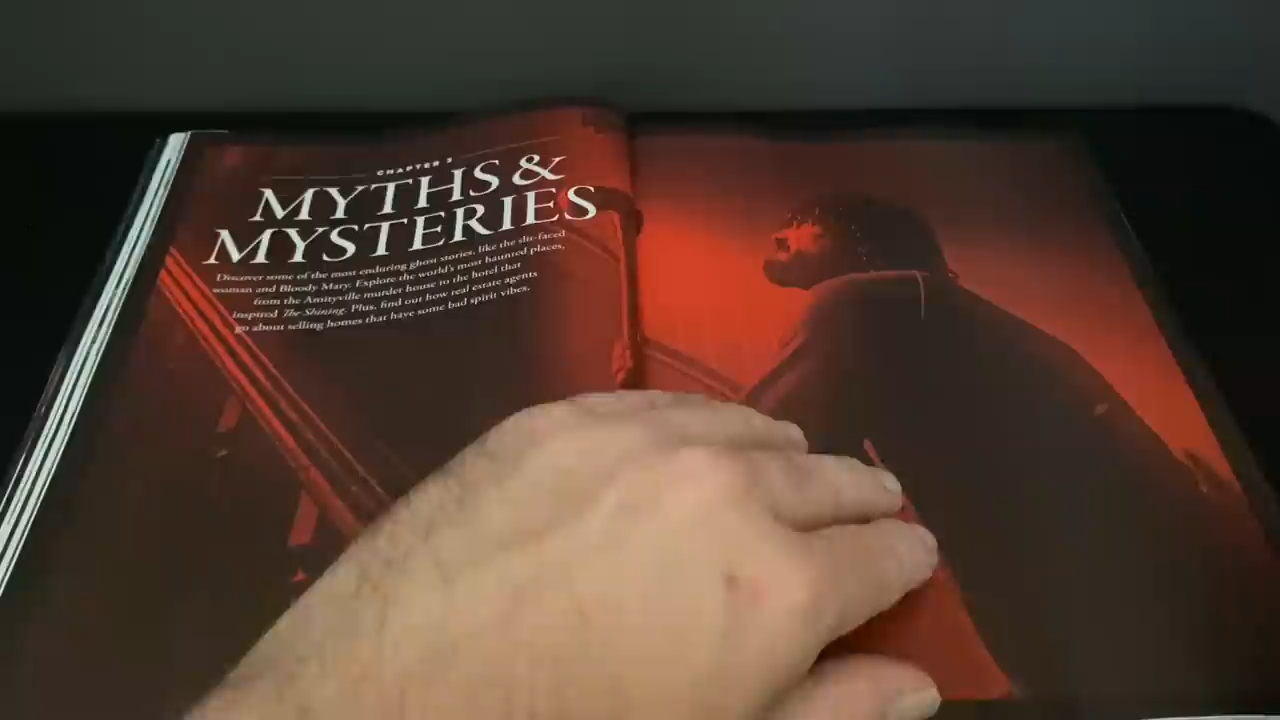 CHAPTER 3
MYTHS &
MYSTERIES
Discover some of the most enduring ghost stories, like the slit-faced
woman and Bloody Mary. Explore the world's most haunted places,
from the Amityville murder house to the hotel that
inspired The Shining. Plus, find out how real estate agents
go about selling homes that have some bad spirit vibes.